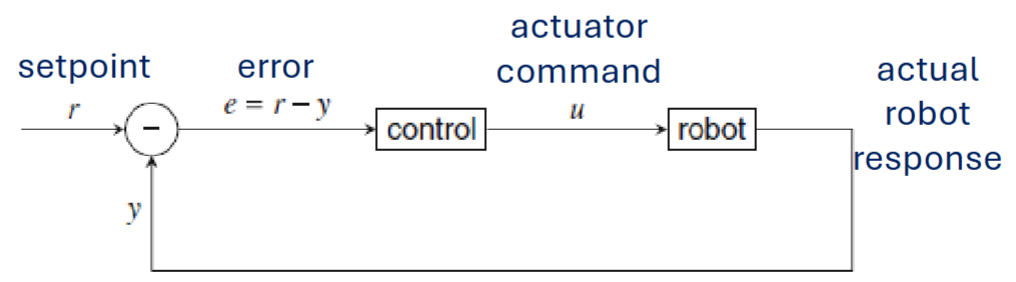 setpoint
r
error
e = r − y
−
control
actuator
command
u
robot
actual
robot
response
y